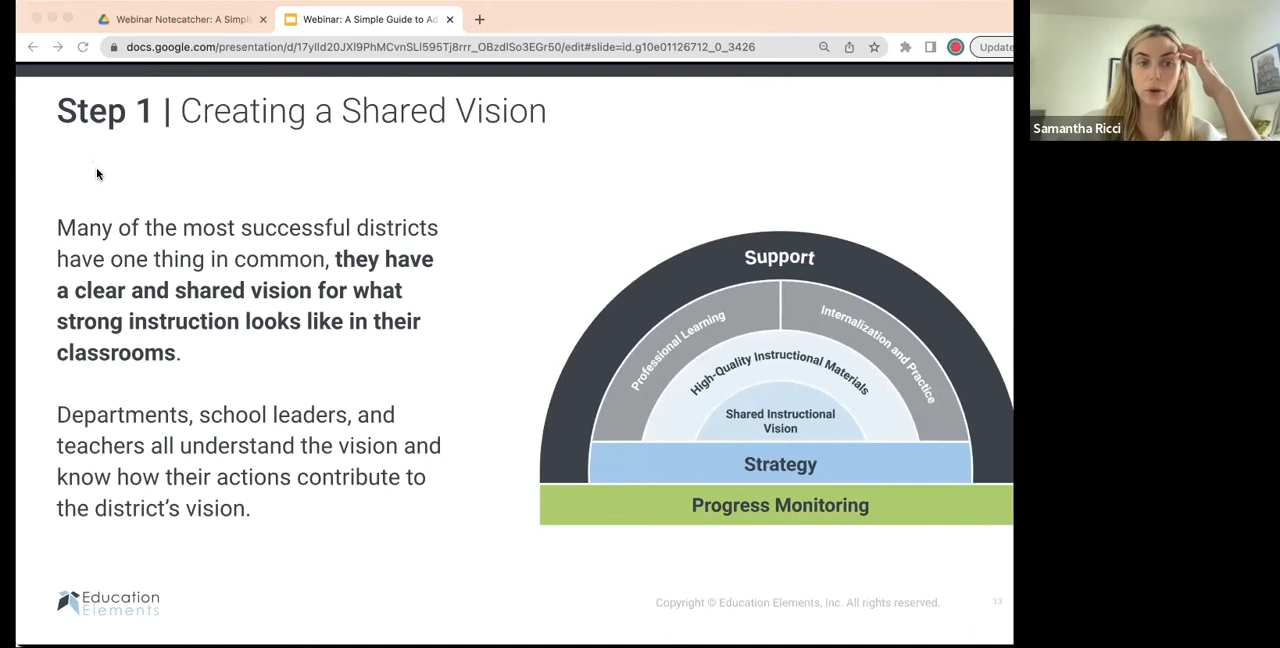 Webinar Notecatcher: A Simple
Webinar: A Simple Guide to Ad
docs.google.com/presentation/d/17ylld20JXl9PhMCvnSLl595Tj8rrr_OBzdlSo3EGr50/edit#slide=id.g10e01126712_0_3426
Update
Samantha Ricci
Step 1 | Creating a Shared Vision
Many of the most successful districts
have one thing in common, they have
a clear and shared vision for what
strong instruction looks like in their
classrooms.
Departments, school leaders, and
teachers all understand the vision and
know how their actions contribute to
the district's vision.
Support
Professional Learning
Internalization and Practice
High-Quality Instructional Materials
Shared Instructional
Vision
Strategy
Progress Monitoring
Education
Elements
Copyright © Education Elements, Inc. All rights reserved.
13